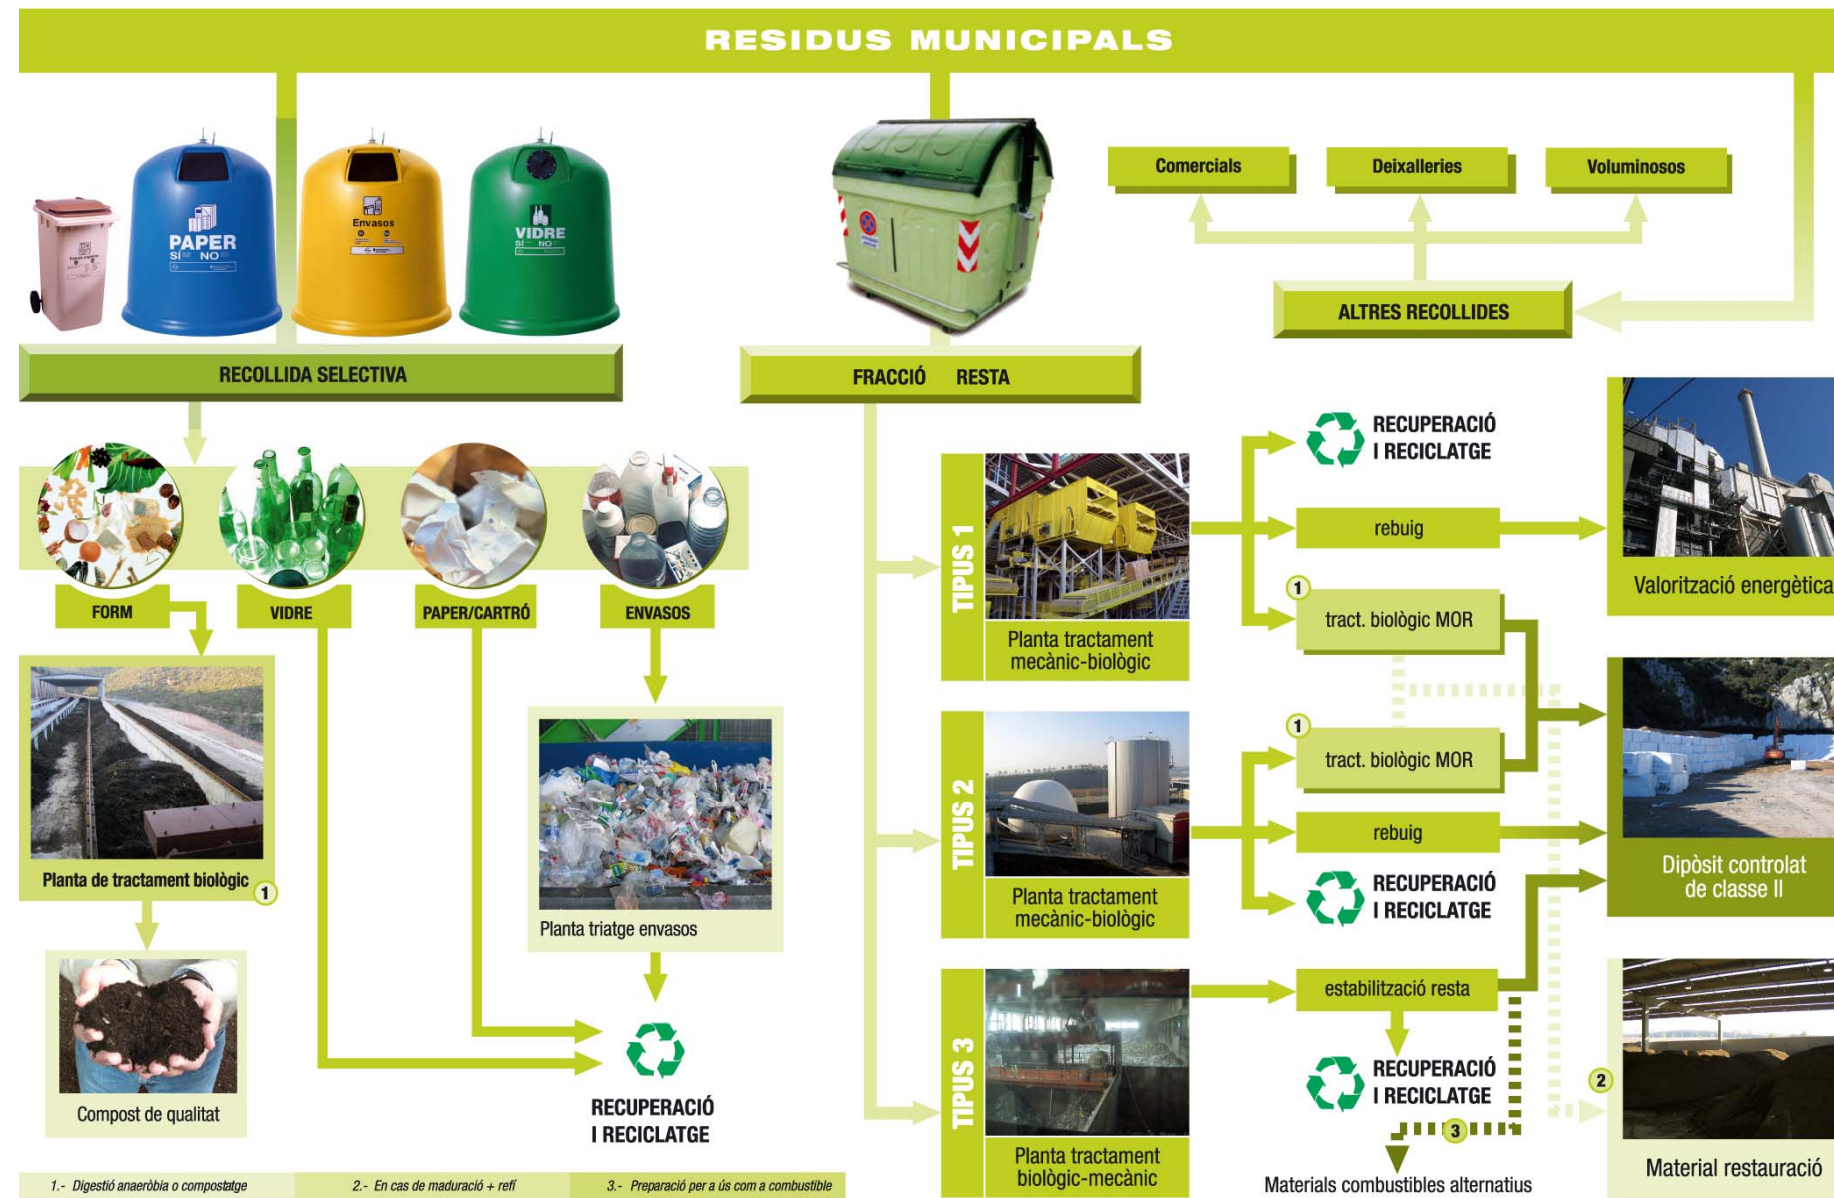 RESIDUS MUNICIPALS
PAPER
SÍ NO
Envasos
VIDRE
SÍ NO
Comercials
Deixalleries
Voluminosos
ALTRES RECOLLIDES
RECOLLIDA SELECTIVA
FRACCIÓ RESTA
FORM
VIDRE
PAPER/CARTRÓ
ENVASOS
Planta de tractament biològic
1
Compost de qualitat
Planta triatge envasos
RECUPERACIÓ
I RECICLATGE
TIPUS 1
Planta tractament
mecànic-biològic
RECUPERACIÓ
I RECICLATGE
rebuig
1
tract. biològic MOR
Valorització energètica
TIPUS 2
Planta tractament
mecànic-biològic
1
tract. biològic MOR
rebuig
RECUPERACIÓ
I RECICLATGE
Dipòsit controlat
de classe II
TIPUS 3
Planta tractament
biològic-mecànic
estabilització resta
RECUPERACIÓ
I RECICLATGE
3
Materials combustibles alternatius
2
Material restauració
1.- Digestió anaeròbia o compostatge
2.- En cas de maduració + refí
3.- Preparació per a ús com a combustible